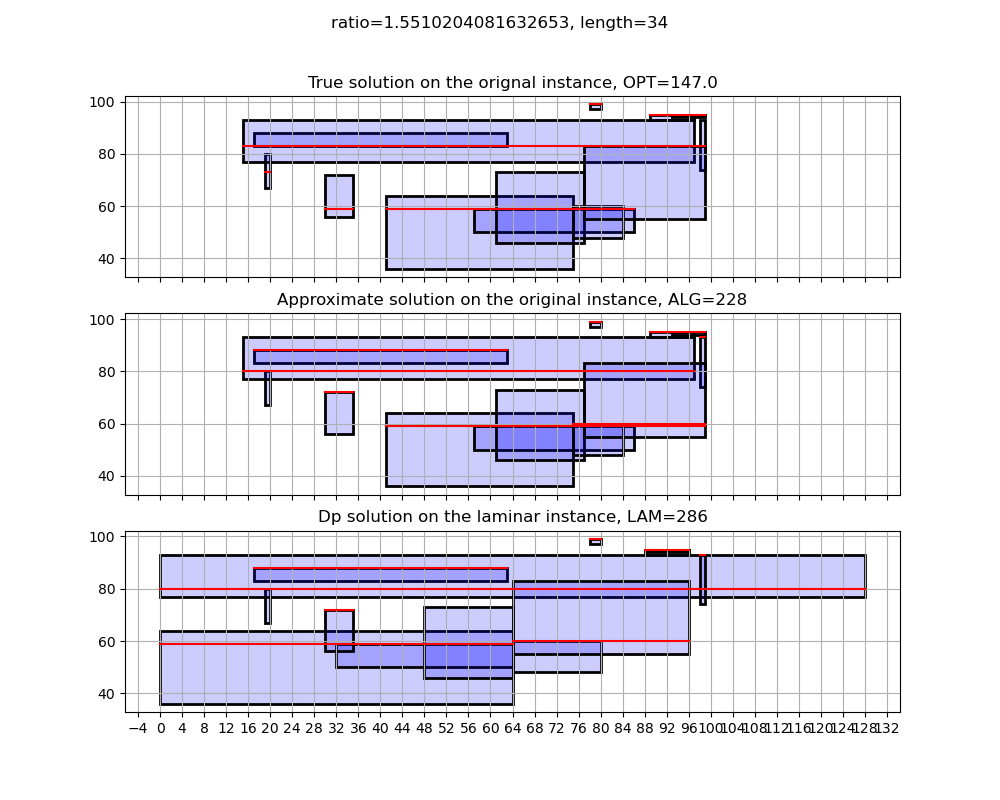 ratio=1.5510204081632653, length=34
True solution on the orignal instance, OPT=147.0
100
80
60
40
Approximate solution on the original instance, ALG=228
100
80
60
40
Dp solution on the laminar instance, LAM=286
100
80
60
40
−4 0 4 8 12 16 20 24 28 32 36 40 44 48 52 56 60 64 68 72 76 80 84 88 92 96 100 104 108 112 116 120 124 128 132